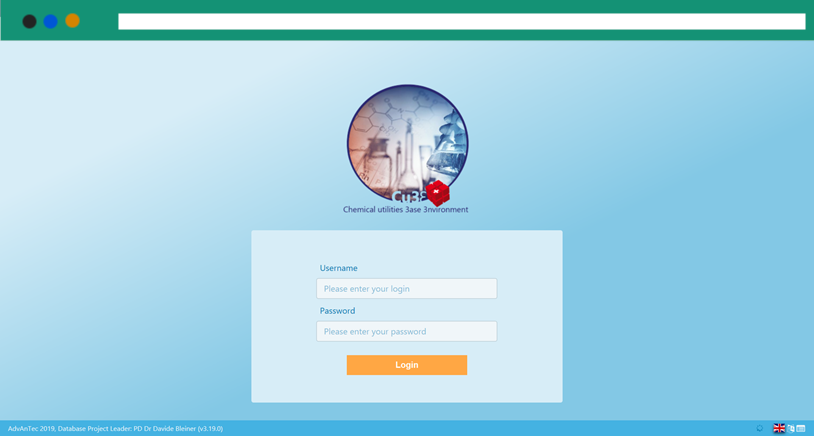 Chemical utilities 3ase 3nvironment
Username
Please enter your login
Password
Please enter your password
Login
AdvAnTec 2019, Database Project Leader: PD Dr Davide Bleiner (v3.19.0)